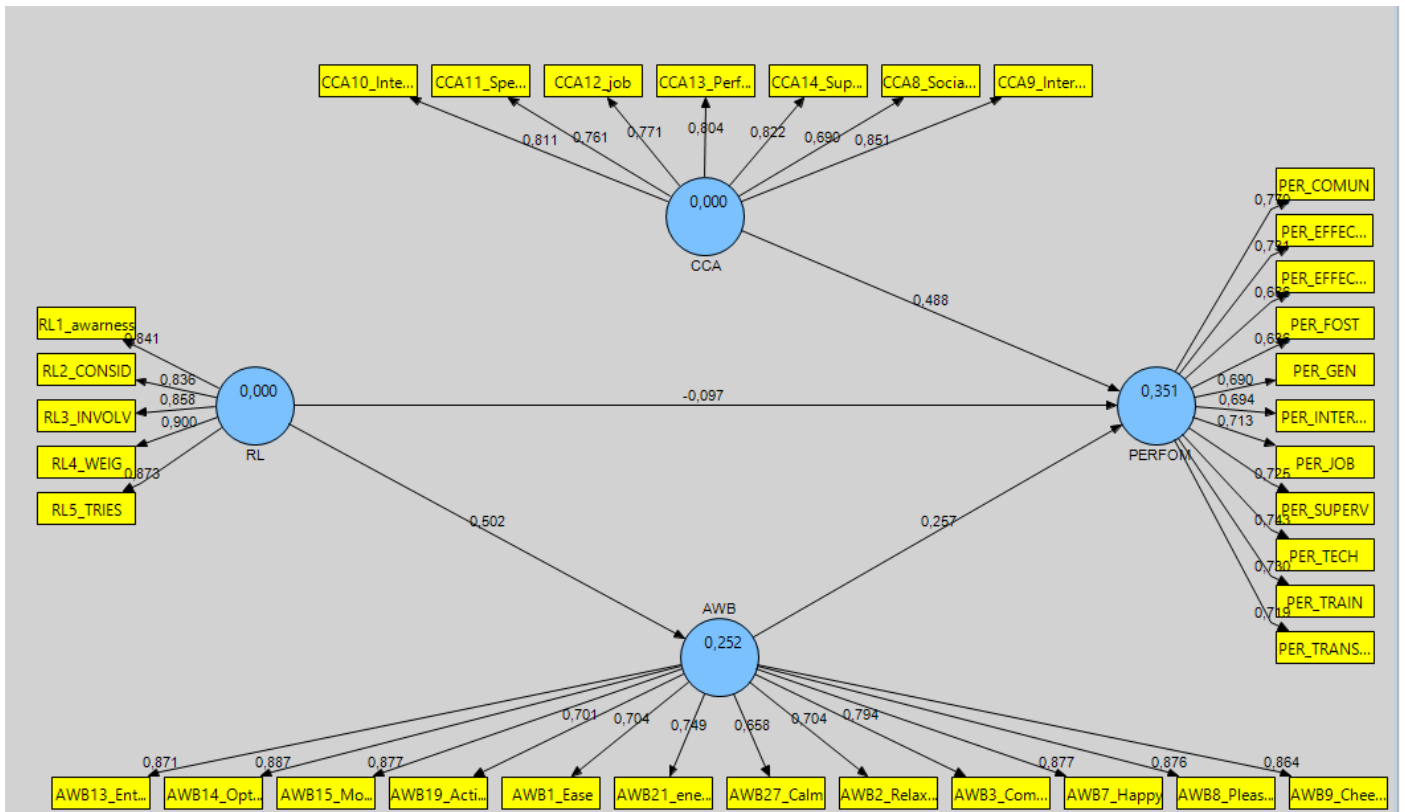 CCA10_Inte...
CCA11_Spe...
CCA12_job
CCA13_Perf...
CCA14_Sup...
CCA8_Socia...
CCA9_Inter...
0,811
0,761
0,771
0,804
0,822
0,690
0,851
0,000
CCA
0,488
RL1_awarness
RL2_CONSID
RL3_INVOLV
RL4_WEIG
RL5_TRIES
0,841
0,836
0,858
0,900
0,873
0,000
RL
-0,097
0,502
0,257
PER_COMUN
PER_EFFEC...
PER_EFFEC...
PER_FOST
PER_GEN
PER_INTER...
PER_JOB
PER_SUPERV
PER_TECH
PER_TRAIN
PER_TRANS...
0,731
0,690
0,694
0,713
0,725
0,743
0,730
0,719
0,351
PERFOM
AWB
0,252
0,871
0,887
0,877
0,701
0,704
0,749
0,658
0,704
0,794
0,877
0,876
0,864
AWB13_Ent...
AWB14_Opt...
AWB15_Mo...
AWB19_Acti...
AWB1_Ease
AWB21_ene...
AWB27_Calm
AWB2_Relax...
AWB3_Com...
AWB7_Happy
AWB8_Pleas...
AWB9_Chee...